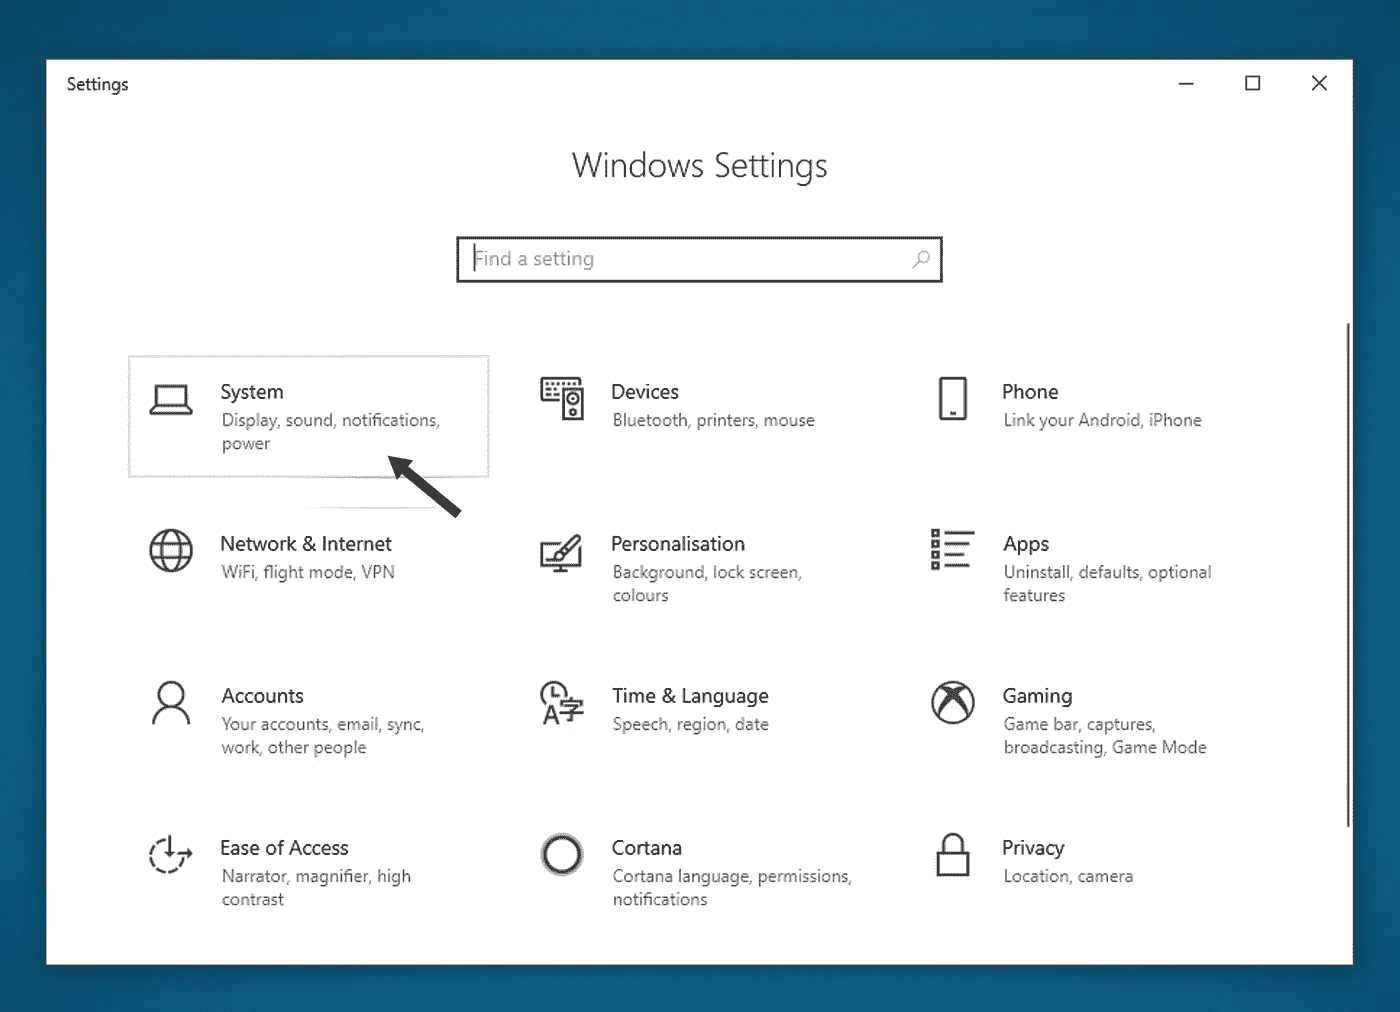 Settings
Windows Settings
Find a setting
System
Display, sound, notifications,
power
Devices
Bluetooth, printers, mouse
Phone
Link your Android, iPhone
Network & Internet
WiFi, flight mode, VPN
Personalisation
Background, lock screen,
colours
Apps
Uninstall, defaults, optional
features
Accounts
Your accounts, email, sync,
work, other people
Time & Language
Speech, region, date
Gaming
Game bar, captures,
broadcasting, Game Mode
Ease of Access
Narrator, magnifier, high
contrast
Cortana
Cortana language, permissions,
notifications
Privacy
Location, camera